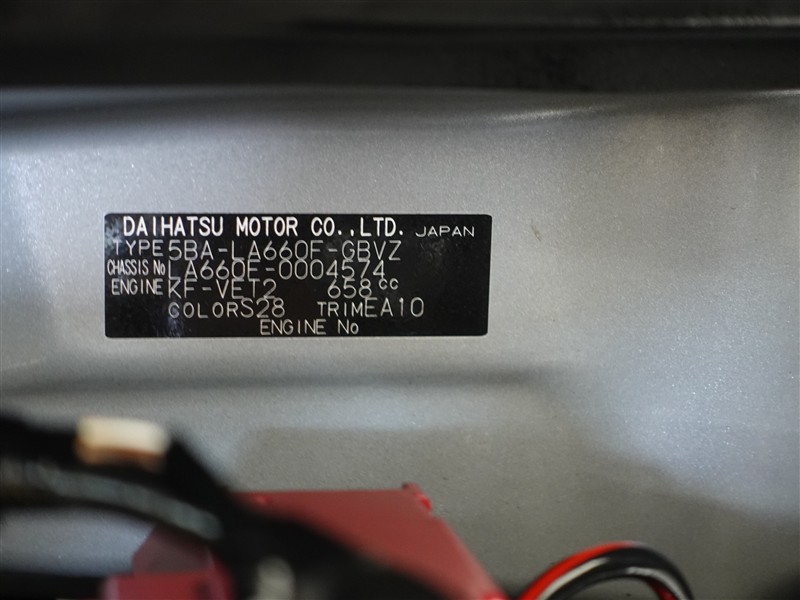 DAIHATSU MOTOR CO.,LTD. JAPAN
TYPE 5BA-LA660F-GBVZ
CHASSIS No LA660F-0004574
ENGINE KF-VET2 658cc
COLOR S28 TRIM EA10
ENGINE No